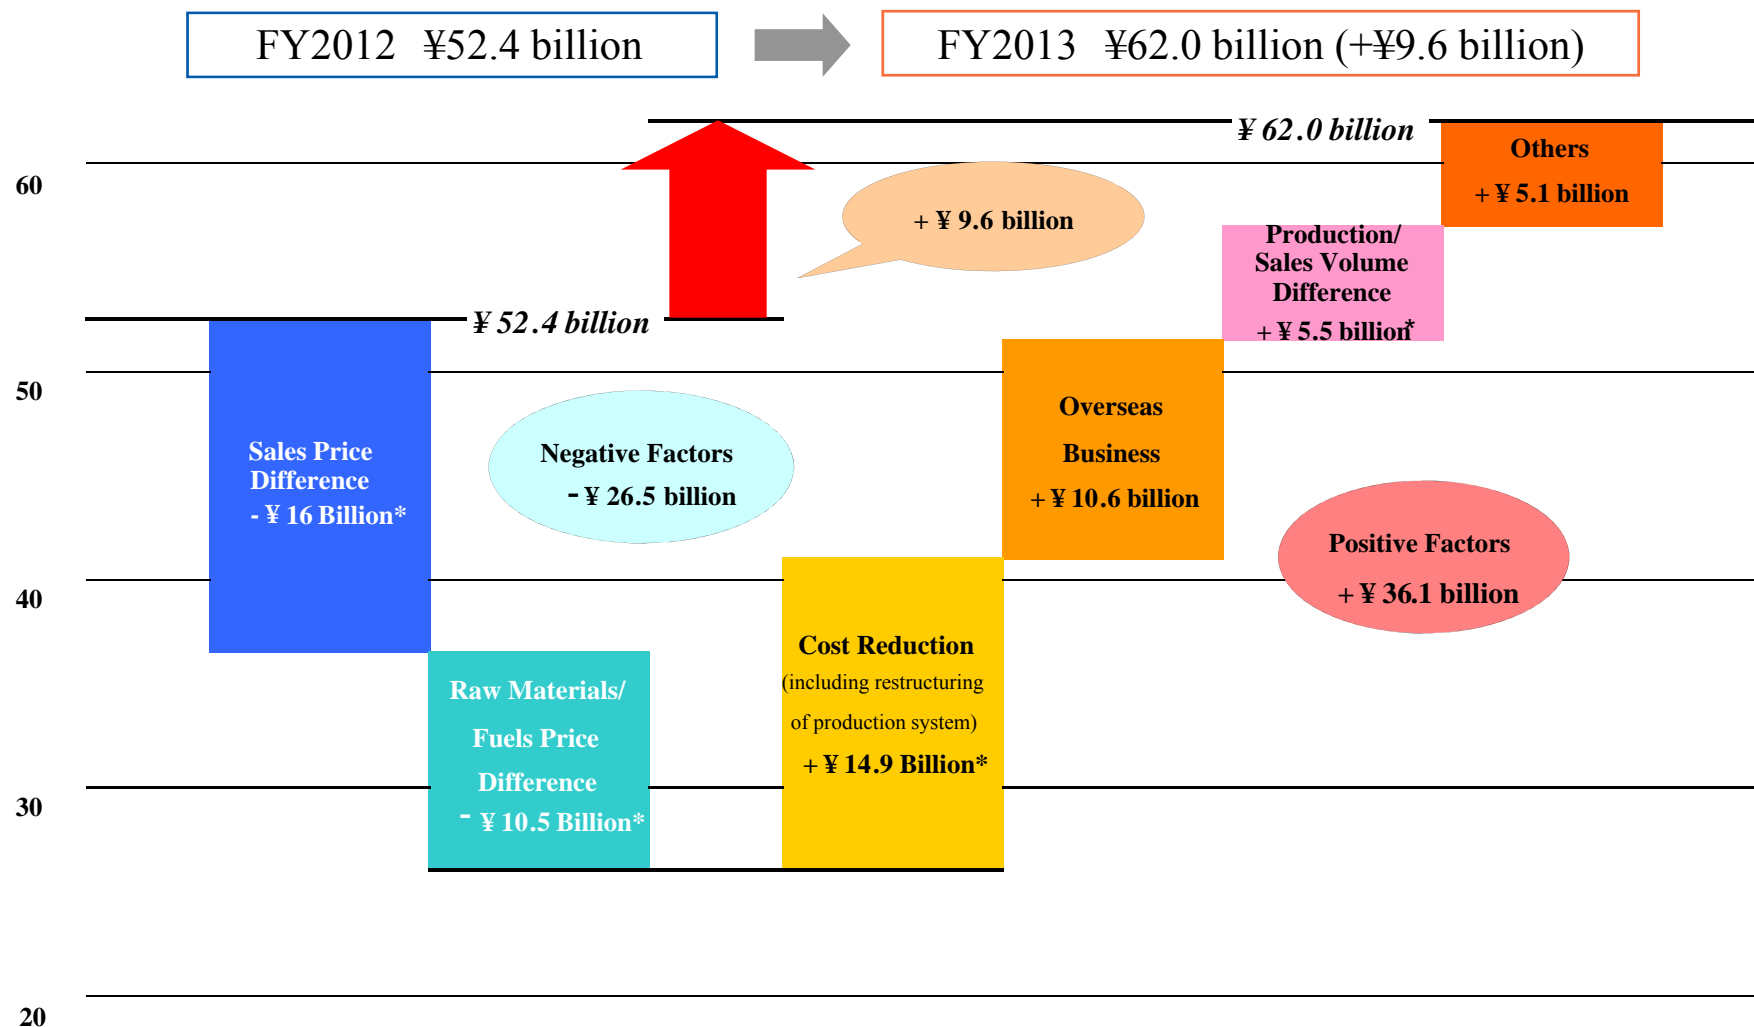 FY2012 ¥52.4 billion
FY2013 ¥62.0 billion (+¥9.6 billion)
¥ 62.0 billion
Others
+ ¥ 5.1 billion
60
+ ¥ 9.6 billion
Production/
Sales Volume
Difference
+ ¥ 5.5 billion*
¥ 52.4 billion
50
Overseas
Business
+ ¥ 10.6 billion
Sales Price
Difference
- ¥ 16 Billion*
Negative Factors
- ¥ 26.5 billion
Positive Factors
+ ¥ 36.1 billion
40
Cost Reduction
(including restructuring
of production system)
+ ¥ 14.9 Billion*
Raw Materials/
Fuels Price
Difference
- ¥ 10.5 Billion*
30
20